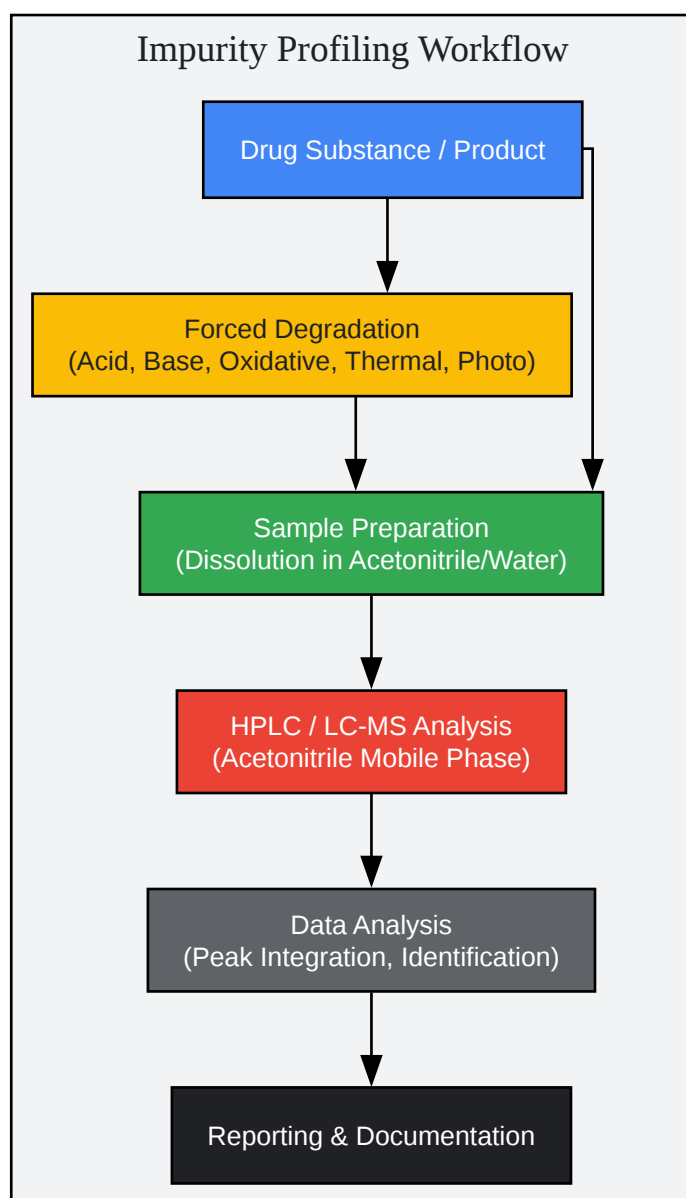 Impurity Profiling Workflow
Drug Substance / Product
Forced Degradation
(Acid, Base, Oxidative, Thermal, Photo)
Sample Preparation
(Dissolution in Acetonitrile/Water)
HPLC / LC-MS Analysis
(Acetonitrile Mobile Phase)
Data Analysis
(Peak Integration, Identification)
Reporting & Documentation